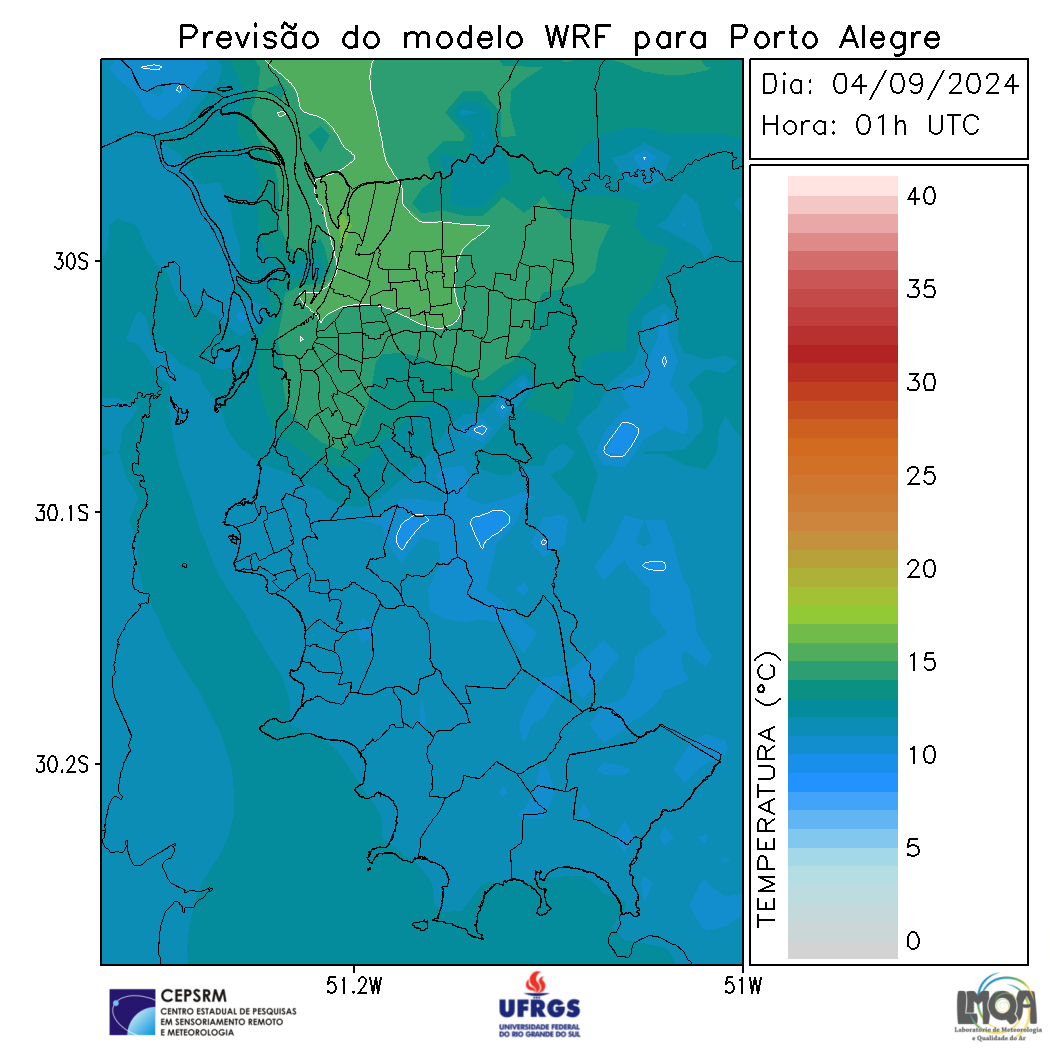 Previsão do modelo WRF para Porto Alegre
Dia: 04/09/2024
Hora: 01h UTC
30S
30.1S
30.2S
51.2W
51W
TEMPERATURA (°C)
40
35
30
25
20
15
10
5
0
CEPSRM
CENTRO ESTADUAL DE PESQUISAS
EM SENSORIAMENTO REMOTO
E METEOROLOGIA
UFRGS
UNIVERSIDADE FEDERAL
DO RIO GRANDE DO SUL
LMQA
Laboratório de Meteorologia
e Qualidade do Ar